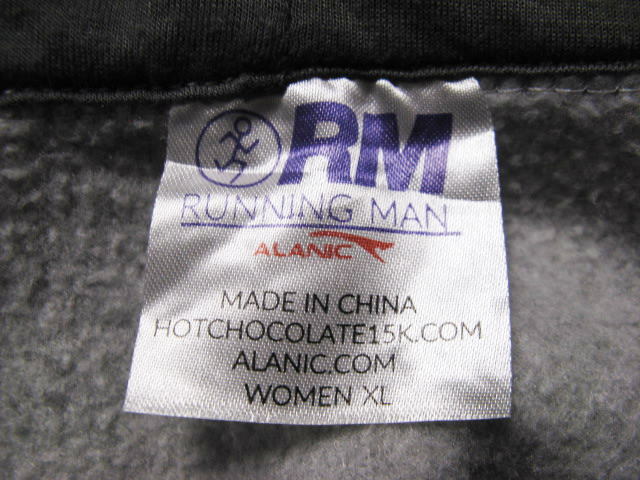 RM
RUNNING MAN
ALANIC
MADE IN CHINA
HOTCHOCOLATE15K.COM
ALANIC.COM
WOMEN XL